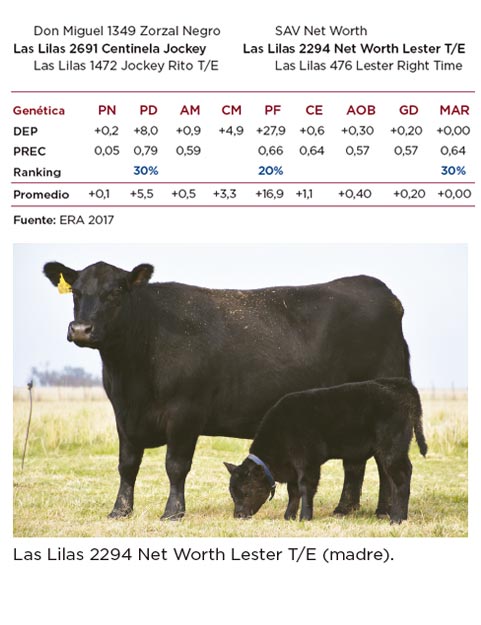 Don Miguel 1349 Zorzal Negro
Las Lilas 2691 Centinela Jockey
Las Lilas 1472 Jockey Rito T/E
SAV Net Worth
Las Lilas 2294 Net Worth Lester T/E
Las Lilas 476 Lester Right Time
Genética PN PD AM CM PF CE AOB GD MAR
DEP +0,2 +8,0 +0,9 +4,9 +27,9 +0,6 +0,30 +0,20 +0,00
PREC 0,05 0,79 0,59 0,66 0,64 0,57 0,57 0,64
Ranking 30% 20% 30%
Promedio +0,1 +5,5 +0,5 +3,3 +16,9 +1,1 +0,40 +0,20 +0,00
Fuente: ERA 2017
Las Lilas 2294 Net Worth Lester T/E (madre).